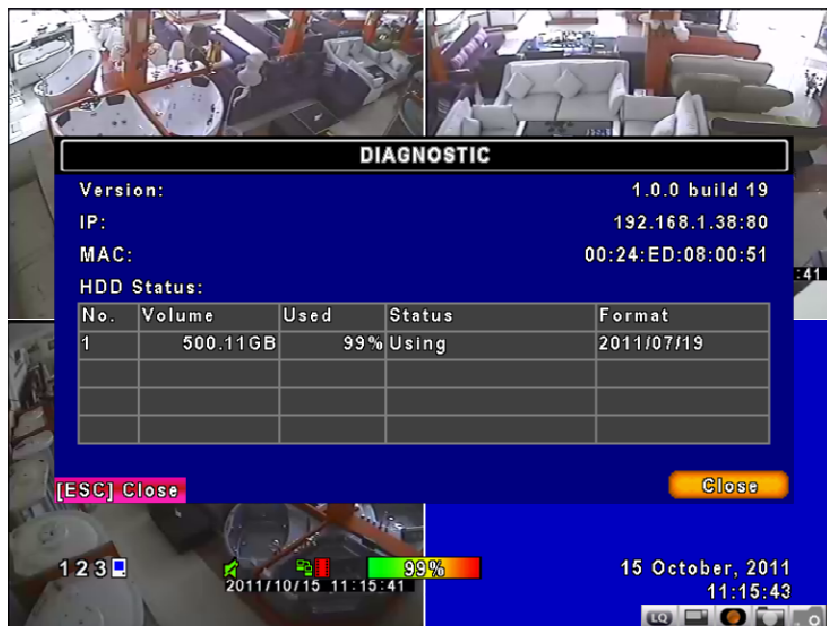 DIAGNOSTIC
Version: 1.0.0 build 19
IP: 192.168.1.38:80
MAC: 00:24:ED:08:00:51
:41
HDD Status:
No. Volume Used Status Format
1 500.11GB 99% Using 2011/07/19
[ESC] Close Close
1 2 3 99% 15 October, 2011
2011/10/15 11:15:41 11:15:43
LQ